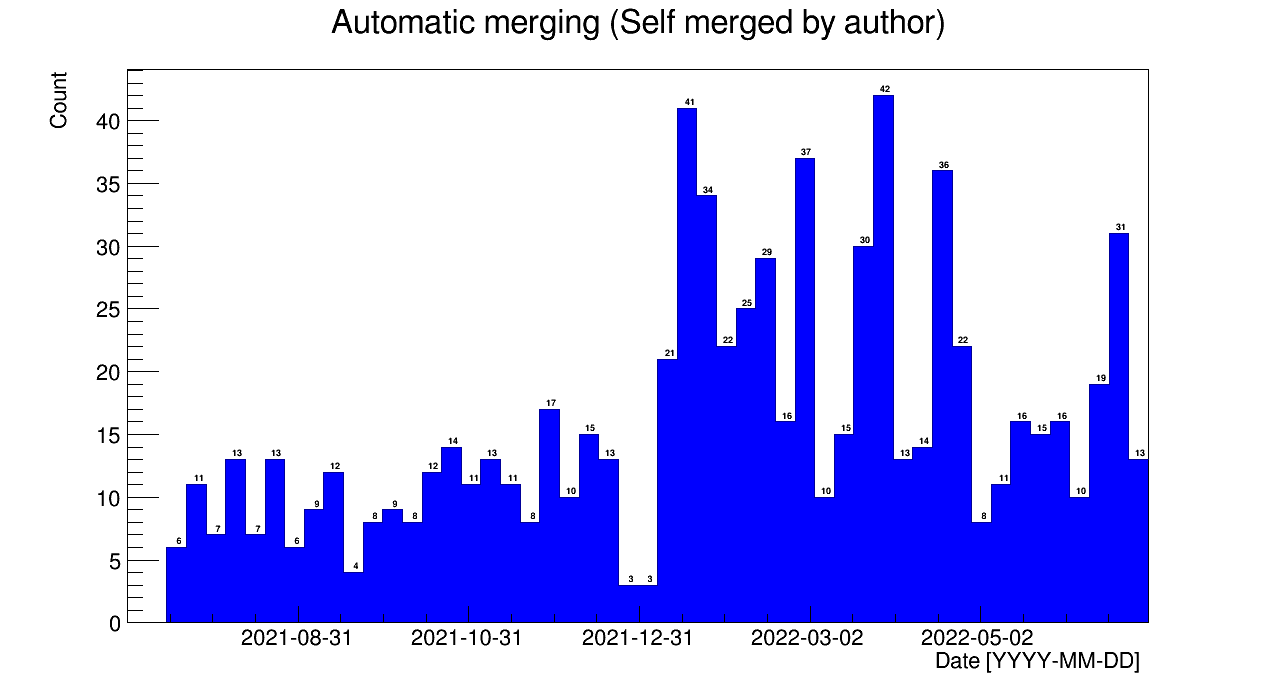 Automatic merging (Self merged by author)
Count
40
35
30
25
20
15
10
5
0
6 11 7 13 7 13 6 9 12 4 8 9 8 12 14 11 13 11 8 17 10 15 13 3 3 21 41 34 22 25 29 16 37 10 15 30 42 13 14 36 22 8 11 16 15 16 10 19 31 13
2021-08-31 2021-10-31 2021-12-31 2022-03-02 2022-05-02
Date [YYYY-MM-DD]